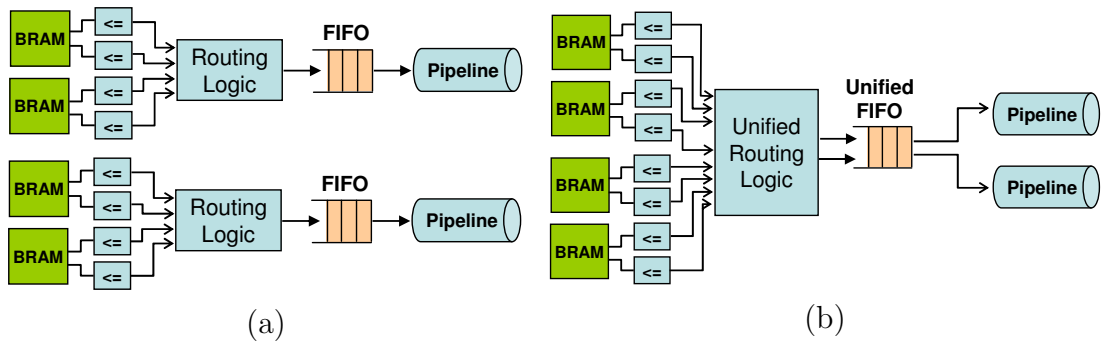 BRAM
<=
<=
BRAM
<=
<=
Routing
Logic
FIFO
Pipeline
BRAM
<=
<=
BRAM
<=
<=
Routing
Logic
FIFO
Pipeline
(a)
BRAM
<=
<=
BRAM
<=
<=
BRAM
<=
<=
BRAM
<=
<=
Unified
Routing
Logic
Unified
FIFO
Pipeline
Pipeline
(b)